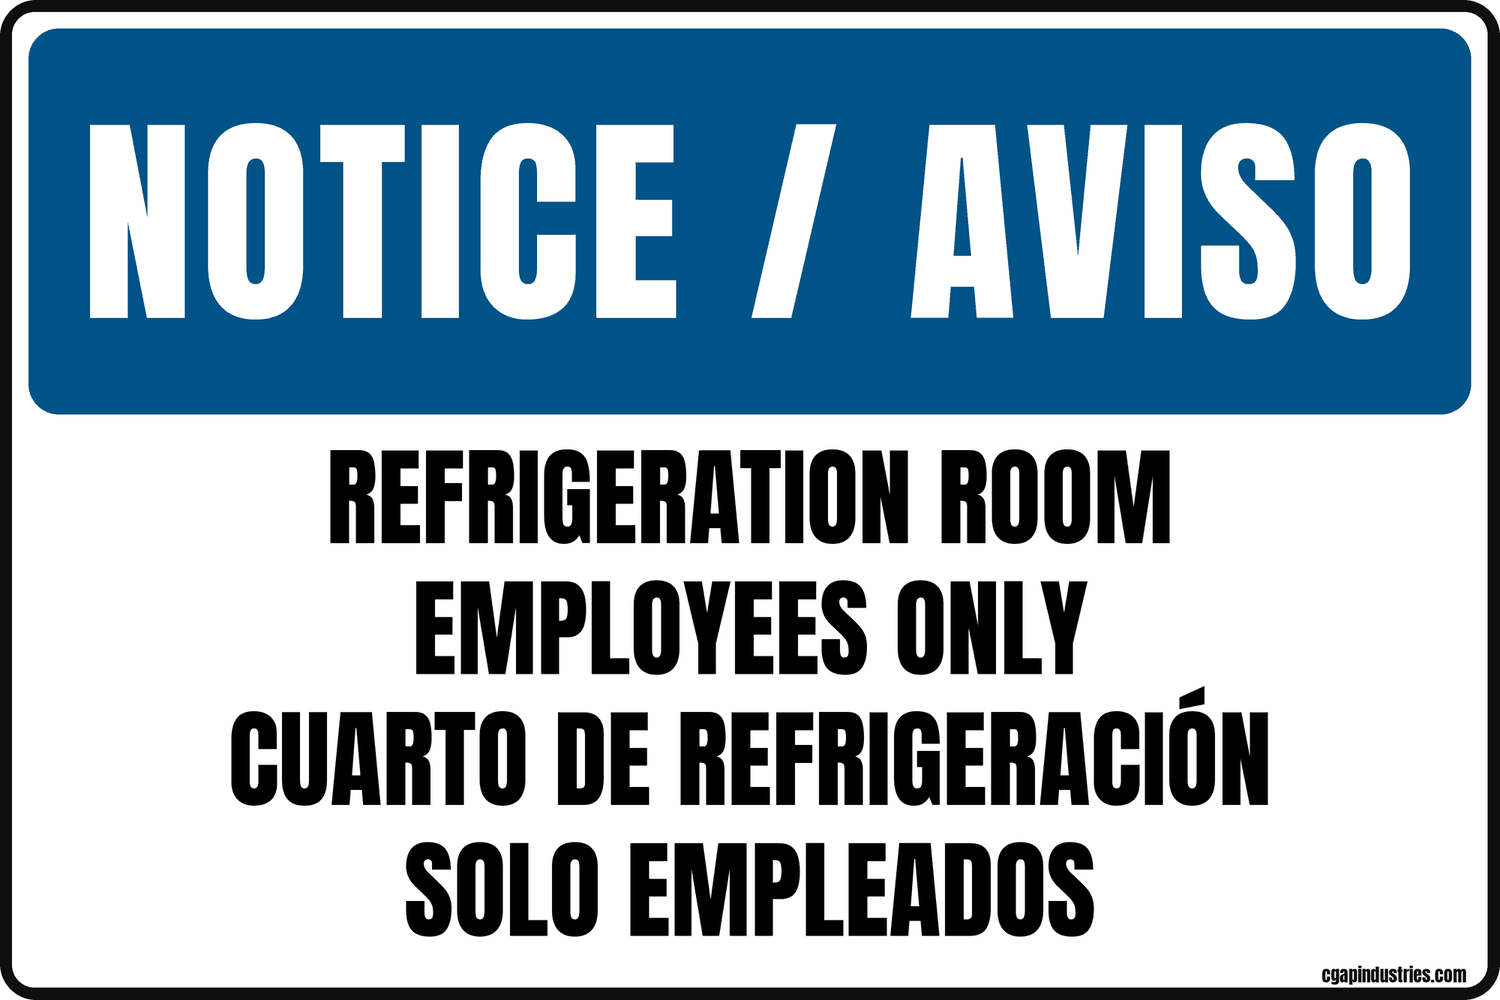 NOTICE / AVISO
REFRIGERATION ROOM
EMPLOYEES ONLY
CUARTO DE REFRIGERACIÓN
SOLO EMPLEADOS
cgapindustries.com